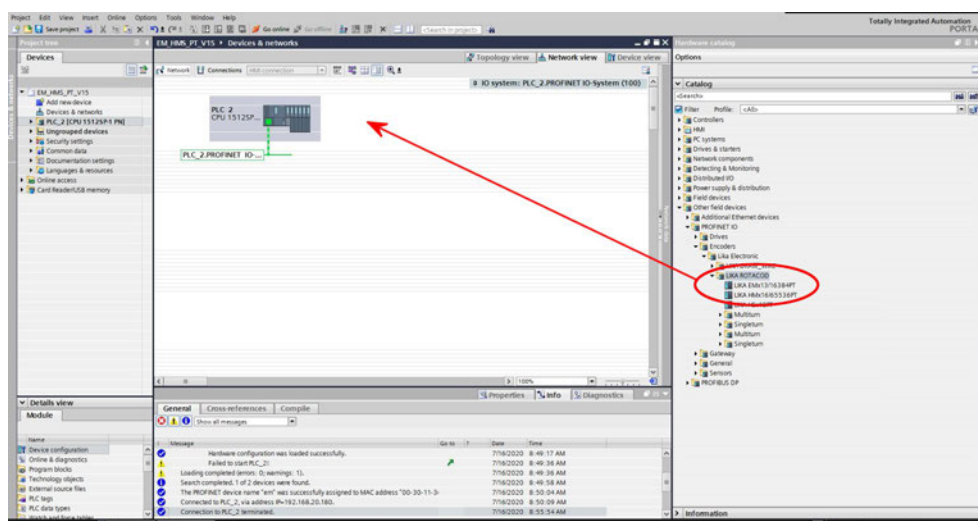 Project Edit View Insert Online Options Tools Window Help
Totally Integrated Automation
PORTA
Save project
Go online
Go offline
<Search in project>
Project tree
EM_HMS_PT_V15 ▸ Devices & networks
Hardware catalog
Devices
Topology view
Network view
Device view
Options
Network
Connections
HMI connection
IO system: PLC_2.PROFINET IO-System (100)
Catalog
<Search>
Filter Profile: <All>
EM_HMS_PT_V15
Add new device
Devices & networks
PLC_2 [CPU 1512SP-1 PN]
Ungrouped devices
Security settings
Common data
Documentation settings
Languages & resources
Online access
Card Reader/USB memory
PLC 2
CPU 1512SP...
PLC_2.PROFINET IO-...
Controllers
HMI
PC systems
Drives & starters
Network components
Detecting & Monitoring
Distributed I/O
Power supply & distribution
Field devices
Other field devices
Additional Ethernet devices
PROFINET IO
Drives
Encoders
Lika Electronic
LIKA ROTACOD
LIKA EMx13/16384PT
LIKA HMx16/65536PT
Multiturn
Singleturn
Multiturn
Singleturn
Gateway
General
Sensors
PROFIBUS DP
100%
Properties
Info
Diagnostics
Details view
Module
General
Cross-references
Compile
Show all messages
Name
Device configuration
Online & diagnostics
Program blocks
Technology objects
External source files
PLC tags
PLC data types
Watch and force tables
! Message Go to ? Date Time
Hardware configuration was loaded successfully. 7/16/2020 8:49:17 AM
Failed to start PLC_2! 7/16/2020 8:49:36 AM
Loading completed (errors: 0; warnings: 1). 7/16/2020 8:49:36 AM
Search completed. 1 of 2 devices were found. 7/16/2020 8:49:58 AM
The PROFINET device name "em" was successfully assigned to MAC address "00-30-11-3 7/16/2020 8:50:04 AM
Connected to PLC_2, via address IP=192.168.20.180. 7/16/2020 8:50:09 AM
Connection to PLC_2 terminated. 7/16/2020 8:55:54 AM
Information